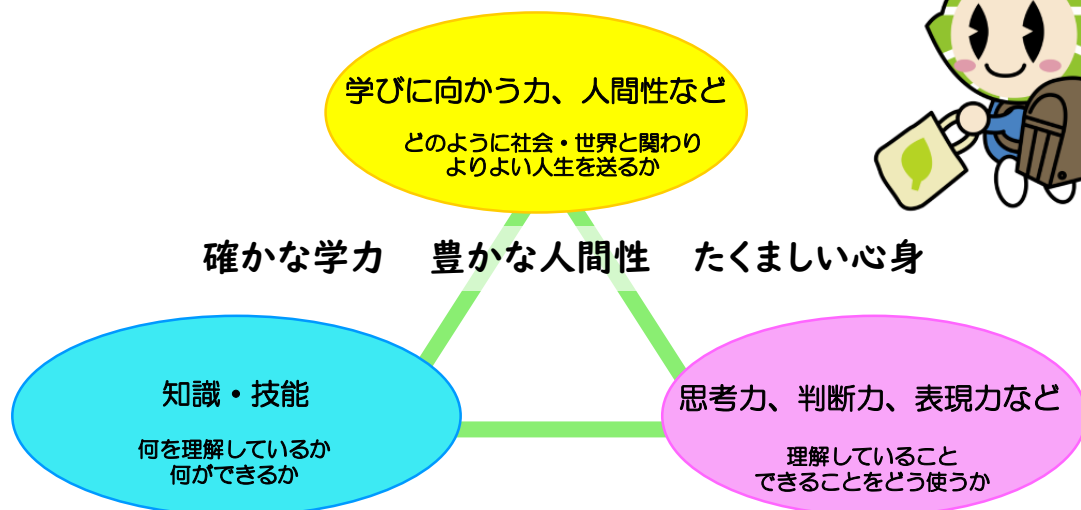 学びに向かう力、人間性など
どのように社会・世界と関わり
よりよい人生を送るか
確かな学力　豊かな人間性　たくましい心身
知識・技能
何を理解しているか
何ができるか
思考力、判断力、表現力など
理解していること
できることをどう使うか